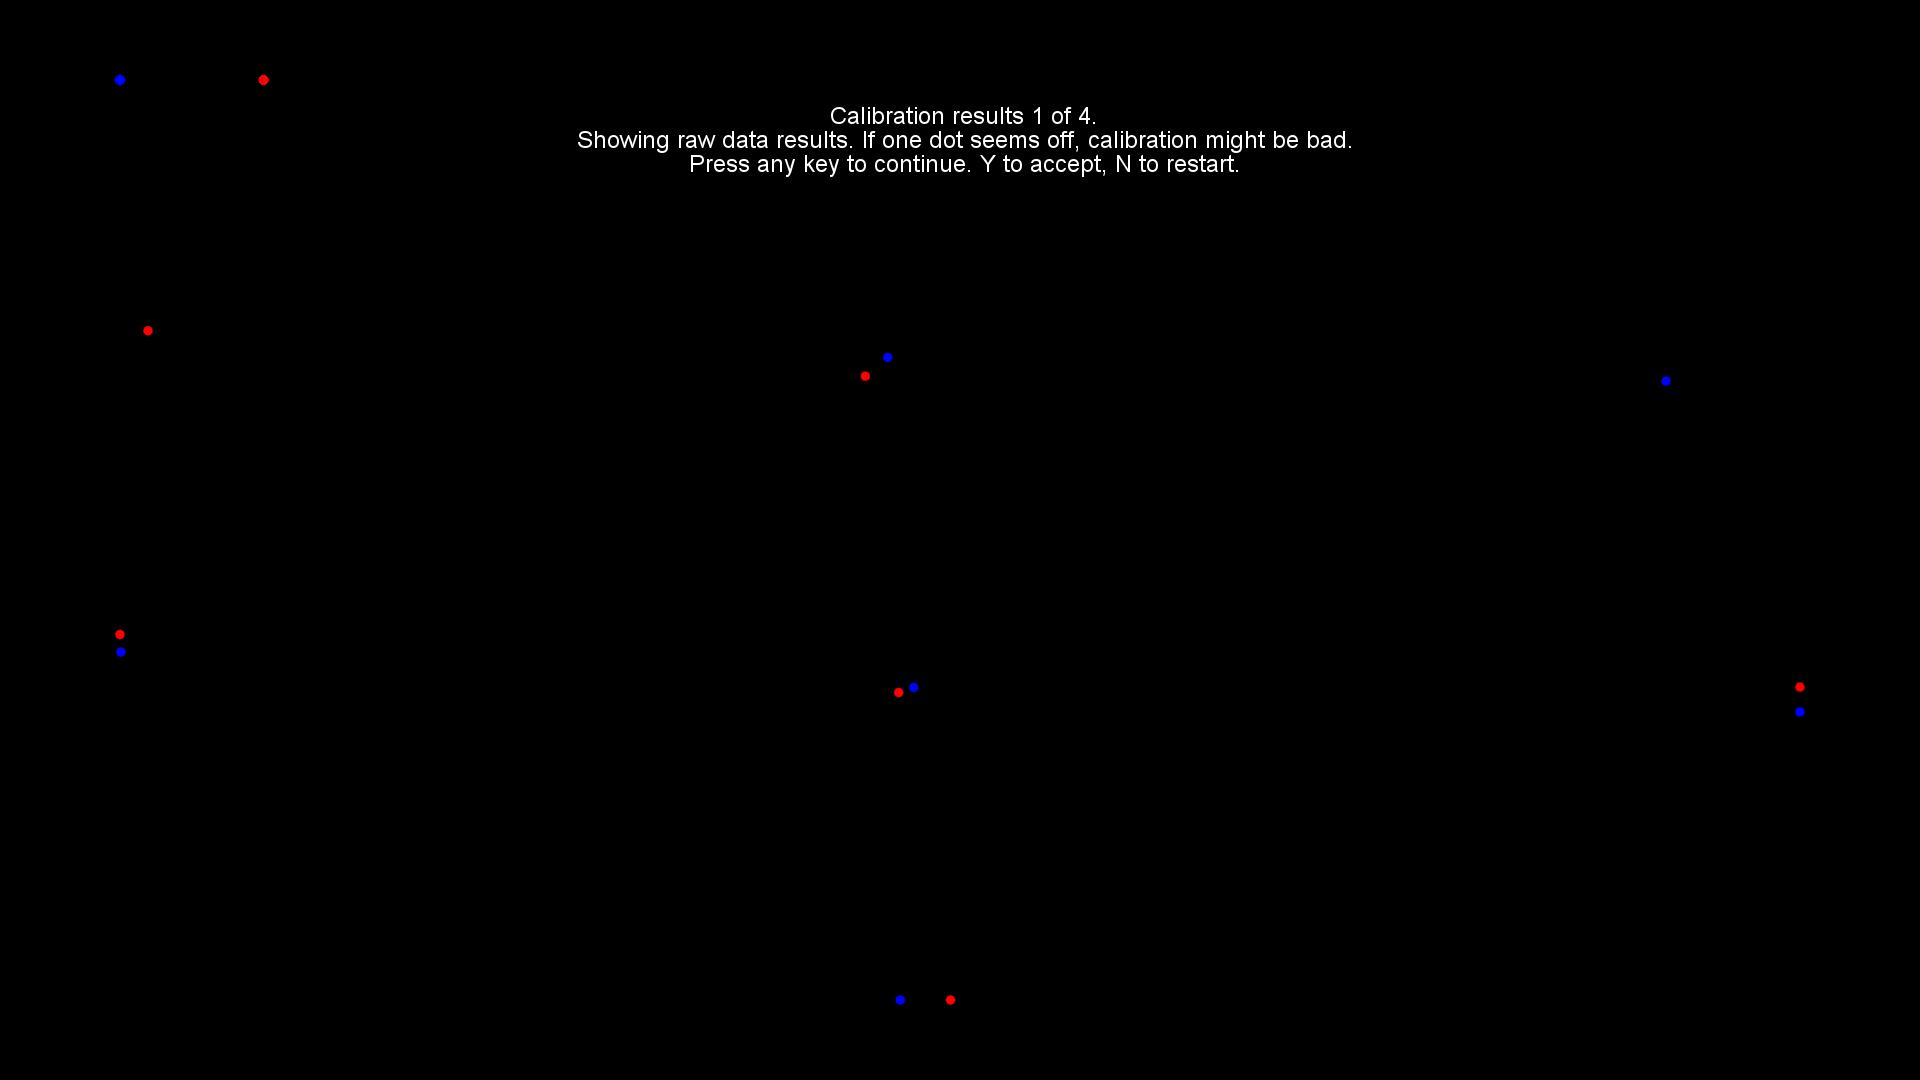 Calibration results 1 of 4.
Showing raw data results. If one dot seems off, calibration might be bad.
Press any key to continue. Y to accept, N to restart.